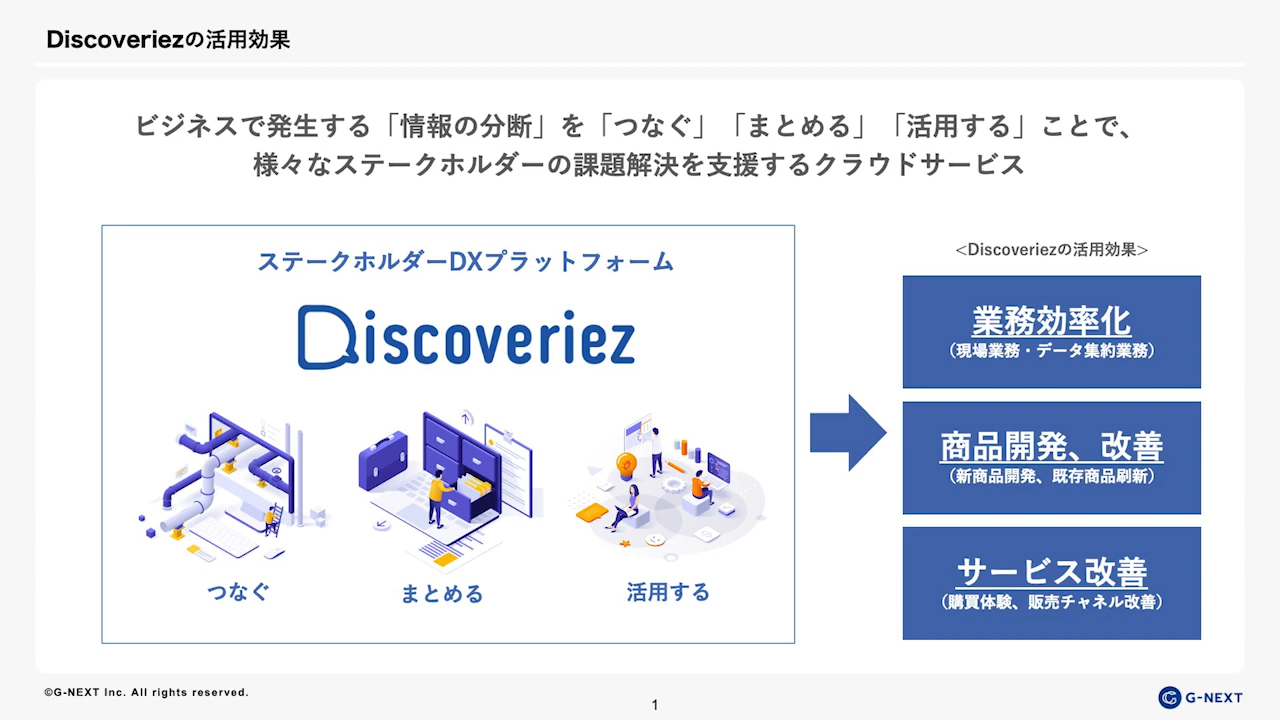 Discoveriezの活用効果
ビジネスで発生する「情報の分断」を「つなぐ」「まとめる」「活用する」ことで、
様々なステークホルダーの課題解決を支援するクラウドサービス
ステークホルダーDXプラットフォーム
Discoveriez
つなぐ
まとめる
活用する
<Discoveriezの活用効果>
業務効率化
（現場業務・データ集約業務）
商品開発、改善
（新商品開発、既存商品刷新）
サービス改善
（購買体験、販売チャネル改善）
©G-NEXT Inc. All rights reserved.
1
G-NEXT